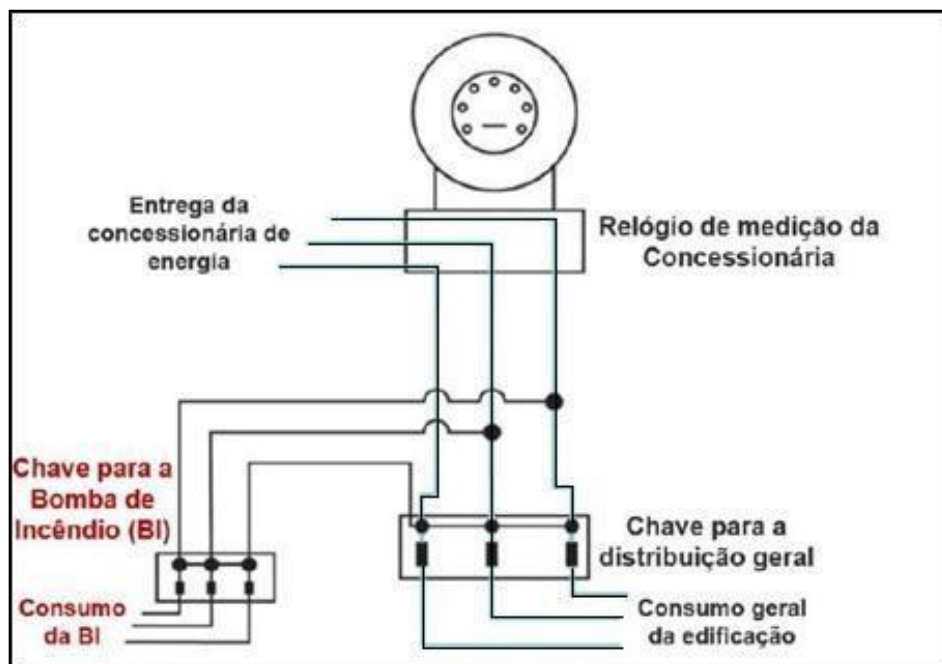 Entrega da
concessionária de
energia
Relógio de medição da
Concessionária
Chave para a
Bomba de
Incêndio (BI)
Chave para a
distribuição geral
Consumo
da BI
Consumo geral
da edificação